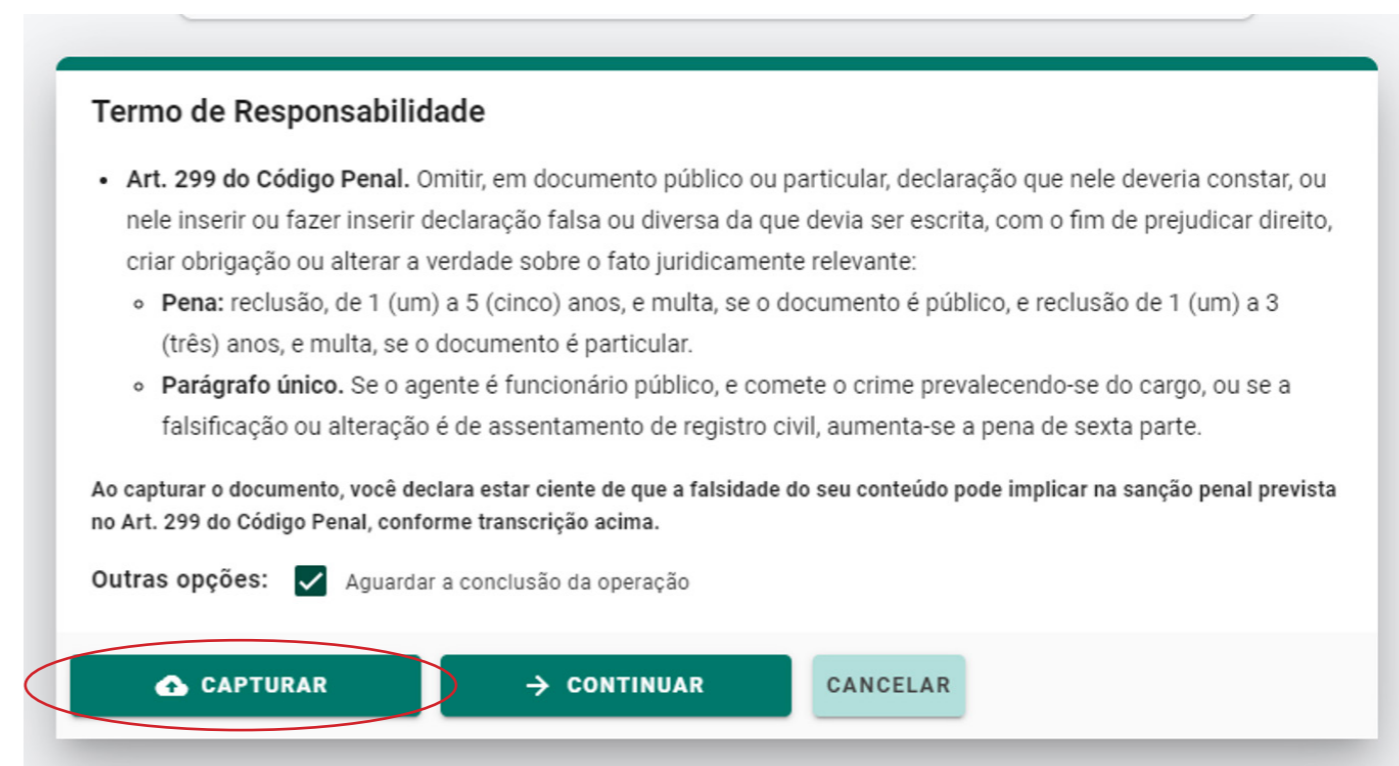 Termo de Responsabilidade
• Art. 299 do Código Penal. Omitir, em documento público ou particular, declaração que nele deveria constar, ou
nele inserir ou fazer inserir declaração falsa ou diversa da que devia ser escrita, com o fim de prejudicar direito,
criar obrigação ou alterar a verdade sobre o fato juridicamente relevante:
◦ Pena: reclusão, de 1 (um) a 5 (cinco) anos, e multa, se o documento é público, e reclusão de 1 (um) a 3
(três) anos, e multa, se o documento é particular.
◦ Parágrafo único. Se o agente é funcionário público, e comete o crime prevalecendo-se do cargo, ou se a
falsificação ou alteração é de assentamento de registro civil, aumenta-se a pena de sexta parte.
Ao capturar o documento, você declara estar ciente de que a falsidade do seu conteúdo pode implicar na sanção penal prevista
no Art. 299 do Código Penal, conforme transcrição acima.
Outras opções: Aguardar a conclusão da operação
CAPTURAR → CONTINUAR CANCELAR